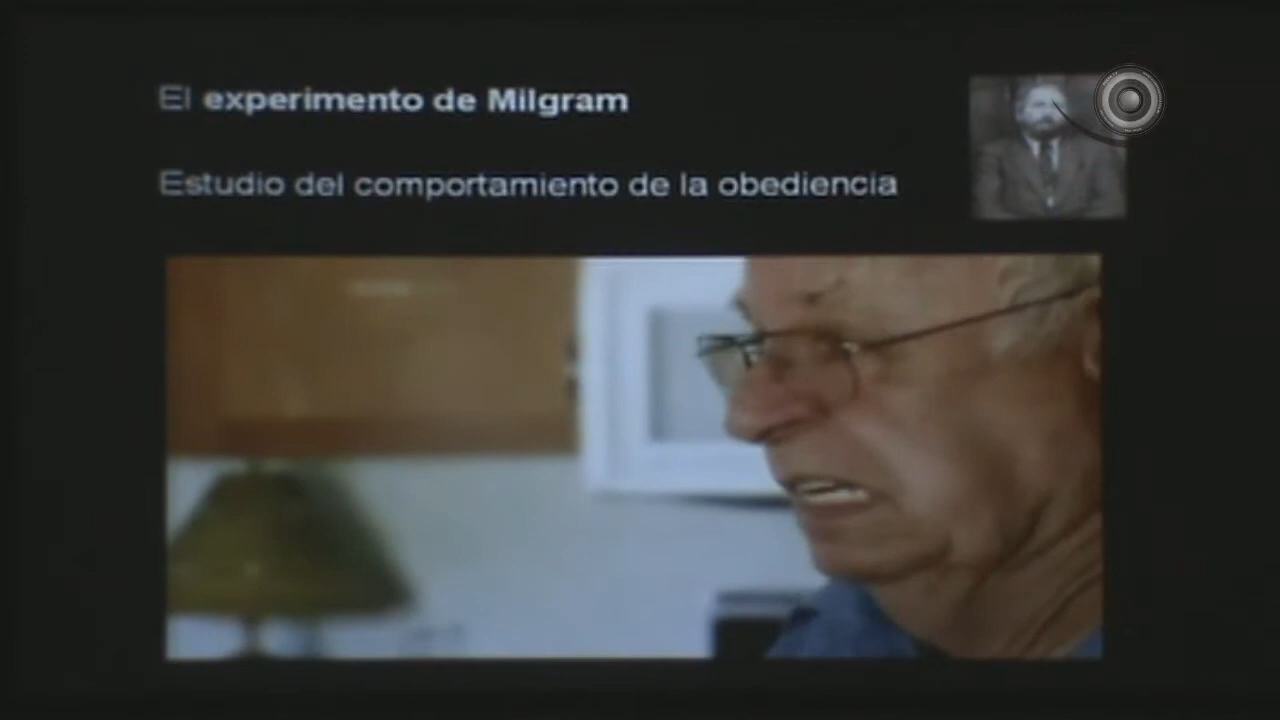 El experimento de Milgram
Estudio del comportamiento de la obediencia